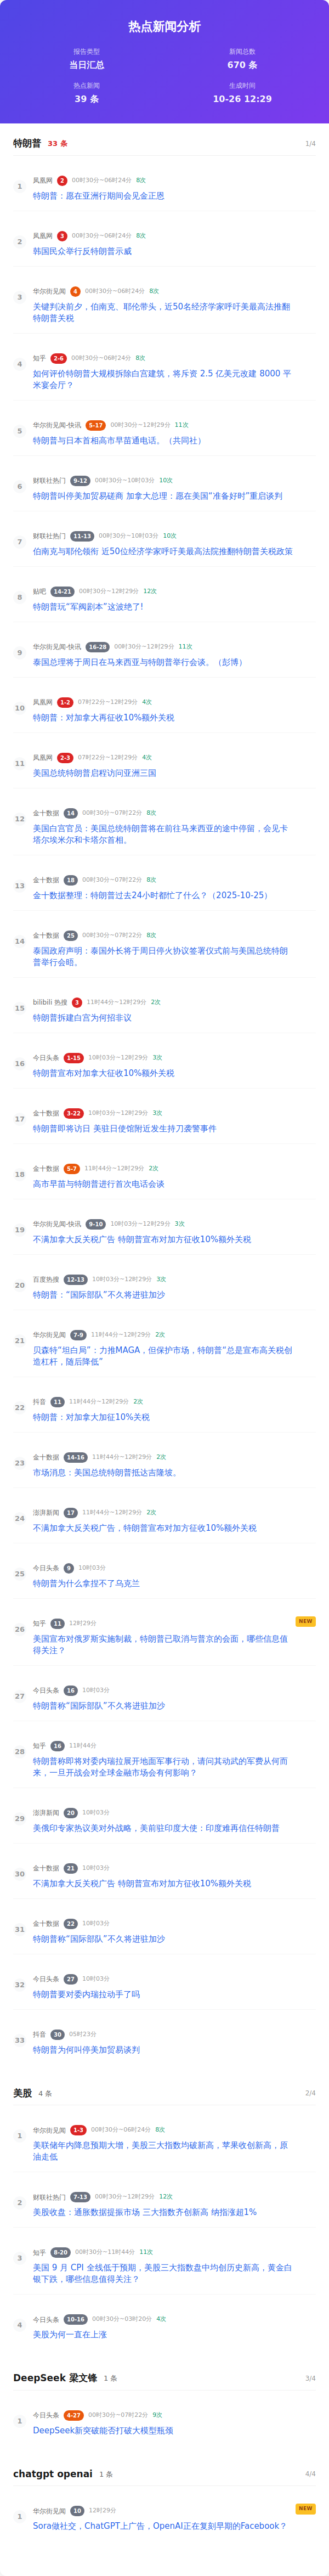 热点新闻分析
报告类型
当日汇总
新闻总数
670 条
热点新闻
39 条
生成时间
10-26 12:29
特朗普 33 条 1/4
1 凤凰网 2 00时30分~06时24分 8次
特朗普：愿在亚洲行期间会见金正恩
2 凤凰网 3 00时30分~06时24分 8次
韩国民众举行反特朗普示威
3 华尔街见闻 4 00时30分~06时24分 8次
关键判决前夕，伯南克、耶伦带头，近50名经济学家呼吁美最高法推翻
特朗普关税
4 知乎 2-6 00时30分~06时24分 8次
如何评价特朗普大规模拆除白宫建筑，将斥资 2.5 亿美元改建 8000 平
米宴会厅？
5 华尔街见闻-快讯 5-17 00时30分~12时29分 11次
特朗普与日本首相高市早苗通电话。（共同社）
6 财联社热门 9-12 00时30分~10时03分 10次
特朗普叫停美加贸易磋商 加拿大总理：愿在美国“准备好时”重启谈判
7 财联社热门 11-13 00时30分~10时03分 10次
伯南克与耶伦领衔 近50位经济学家呼吁美最高法院推翻特朗普关税政策
8 贴吧 14-21 00时30分~12时29分 12次
特朗普玩“军阀剧本”这波绝了!
9 华尔街见闻-快讯 16-28 00时30分~12时29分 11次
泰国总理将于周日在马来西亚与特朗普举行会谈。（彭博）
10 凤凰网 1-2 07时22分~12时29分 4次
特朗普：对加拿大再征收10%额外关税
11 凤凰网 2-3 07时22分~12时29分 4次
美国总统特朗普启程访问亚洲三国
12 金十数据 14 00时30分~07时22分 8次
美国白宫官员：美国总统特朗普将在前往马来西亚的途中停留，会见卡
塔尔埃米尔和卡塔尔首相。
13 金十数据 18 00时30分~07时22分 8次
金十数据整理：特朗普过去24小时都忙了什么？（2025-10-25）
14 金十数据 25 00时30分~07时22分 8次
泰国政府声明：泰国外长将于周日停火协议签署仪式前与美国总统特朗
普举行会晤。
15 bilibili 热搜 3 11时44分~12时29分 2次
特朗普拆建白宫为何招非议
16 今日头条 1-15 10时03分~12时29分 3次
特朗普宣布对加拿大征收10%额外关税
17 金十数据 3-22 10时03分~12时29分 3次
特朗普即将访日 美驻日使馆附近发生持刀袭警事件
18 金十数据 5-7 11时44分~12时29分 2次
高市早苗与特朗普进行首次电话会谈
19 华尔街见闻-快讯 9-10 10时03分~12时29分 3次
不满加拿大反关税广告 特朗普宣布对加方征收10%额外关税
20 百度热搜 12-13 10时03分~12时29分 3次
特朗普：“国际部队”不久将进驻加沙
21 华尔街见闻 7-9 11时44分~12时29分 2次
贝森特“坦白局”：力推MAGA，但保护市场，特朗普“总是宣布高关税创
造杠杆，随后降低”
22 抖音 11 11时44分~12时29分 2次
特朗普：对加拿大加征10%关税
23 金十数据 14-16 11时44分~12时29分 2次
市场消息：美国总统特朗普抵达吉隆坡。
24 澎湃新闻 17 11时44分~12时29分 2次
不满加拿大反关税广告，特朗普宣布对加方征收10%额外关税
25 今日头条 9 10时03分
特朗普为什么拿捏不了乌克兰
26 知乎 11 12时29分 NEW
美国宣布对俄罗斯实施制裁，特朗普已取消与普京的会面，哪些信息值
得关注？
27 今日头条 16 10时03分
特朗普称“国际部队”不久将进驻加沙
28 知乎 16 11时44分
特朗普称即将对委内瑞拉展开地面军事行动，请问其动武的军费从何而
来，一旦开战会对全球金融市场会有何影响？
29 澎湃新闻 20 10时03分
美俄印专家热议美对外战略，美前驻印度大使：印度难再信任特朗普
30 金十数据 21 10时03分
不满加拿大反关税广告 特朗普宣布对加方征收10%额外关税
31 金十数据 22 10时03分
特朗普称“国际部队”不久将进驻加沙
32 今日头条 27 10时03分
特朗普要对委内瑞拉动手了吗
33 抖音 30 05时23分
特朗普为何叫停美加贸易谈判
美股 4 条 2/4
1 华尔街见闻 1-3 00时30分~06时24分 8次
美联储年内降息预期大增，美股三大指数均破新高，苹果收创新高，原
油走低
2 财联社热门 7-13 00时30分~12时29分 12次
美股收盘：通胀数据提振市场 三大指数齐创新高 纳指涨超1%
3 知乎 8-20 00时30分~11时44分 11次
美国 9 月 CPI 全线低于预期，美股三大指数盘中均创历史新高，黄金白
银下跌，哪些信息值得关注？
4 今日头条 10-16 00时30分~03时20分 4次
美股为何一直在上涨
DeepSeek 梁文锋 1 条 3/4
1 今日头条 4-27 00时30分~07时22分 9次
DeepSeek新突破能否打破大模型瓶颈
chatgpt openai 1 条 4/4
1 华尔街见闻 10 12时29分 NEW
Sora做社交，ChatGPT上广告，OpenAI正在复刻早期的Facebook？